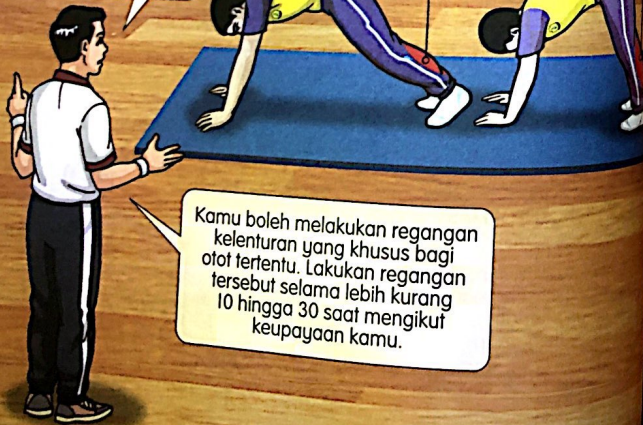 Kamu boleh melakukan regangan
kelenturan yang khusus bagi
otot tertentu. Lakukan regangan
tersebut selama lebih kurang
10 hingga 30 saat mengikut
keupayaan kamu.